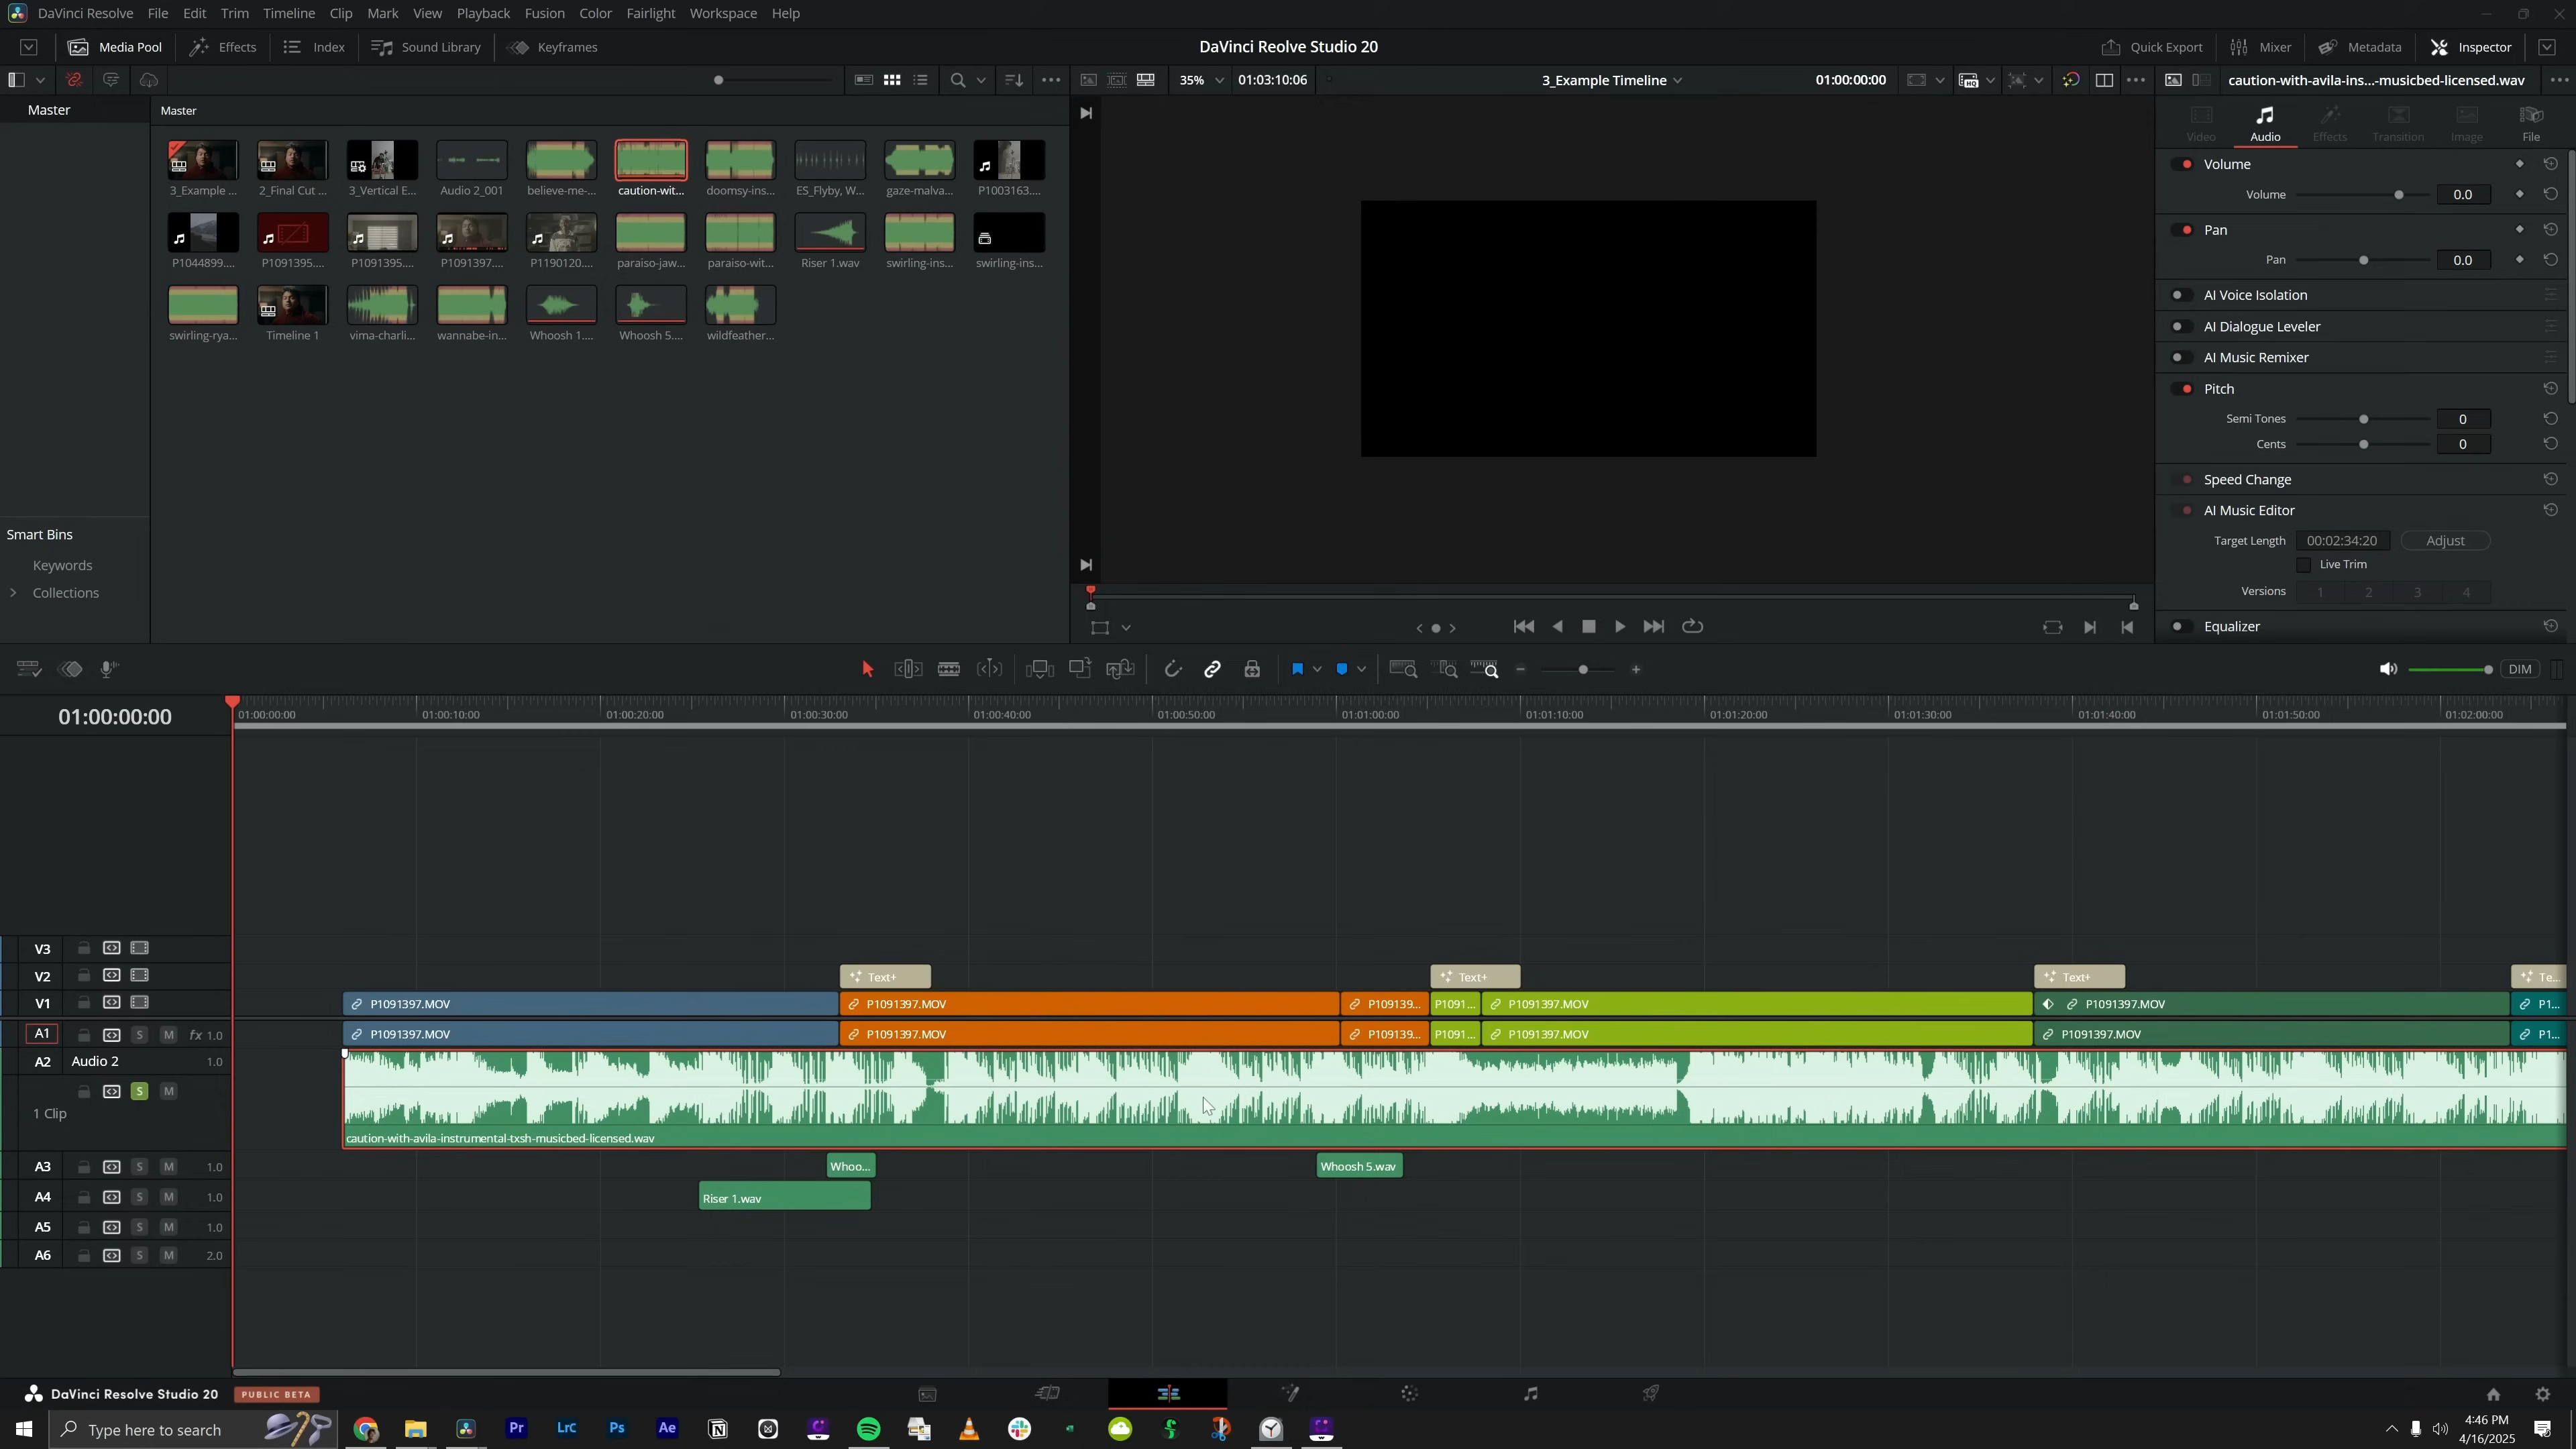 DaVinci Resolve File Edit Trim Timeline Clip Mark View Playback Fusion Color Fairlight Workspace Help
Media Pool Effects Index Sound Library Keyframes
DaVinci Reolve Studio 20
Quick Export Mixer Metadata Inspector
35% 01:03:10:06 3_Example Timeline 01:00:00:00
caution-with-avila-ins...-musicbed-licensed.wav
Master
Master
3_Example ... 2_Final Cut ... 3_Vertical E... Audio 2_001 believe-me-... caution-wit... doomsy-ins... ES_Flyby, W... gaze-malva... P1003163....
P1044899.... P1091395.... P1091395.... P1091397.... P1190120.... paraiso-jaw... paraiso-wit... Riser 1.wav swirling-ins... swirling-ins...
swirling-rya... Timeline 1 vima-charli... wannabe-in... Whoosh 1.... Whoosh 5.... wildfeather...
Smart Bins
Keywords
Collections
Video Audio Effects Transition Image File
Volume
Volume 0.0
Pan
Pan 0.0
AI Voice Isolation
AI Dialogue Leveler
AI Music Remixer
Pitch
Semi Tones 0
Cents 0
Speed Change
AI Music Editor
Target Length 00:02:34:20 Adjust
Live Trim
Versions 1 2 3 4
Equalizer
DIM
01:00:00:00
01:00:00:00 01:00:10:00 01:00:20:00 01:00:30:00 01:00:40:00 01:00:50:00 01:01:00:00 01:01:10:00 01:01:20:00 01:01:30:00 01:01:40:00 01:01:50:00 01:02:00:00
V3
V2 Text+ Text+ Text+ Te...
V1 P1091397.MOV P1091397.MOV P109139... P1091... P1091397.MOV P1091397.MOV P1...
A1 S M fx 1.0 P1091397.MOV P1091397.MOV P109139... P1091... P1091397.MOV P1091397.MOV P1...
A2 Audio 2 1.0
S M
1 Clip
caution-with-avila-instrumental-txsh-musicbed-licensed.wav
A3 S M 1.0 Whoo... Whoosh 5.wav
A4 S M 1.0 Riser 1.wav
A5 S M 1.0
A6 S M 2.0
DaVinci Resolve Studio 20 PUBLIC BETA
Type here to search
Pr Lrc Ps Ae
4:46 PM
4/16/2025